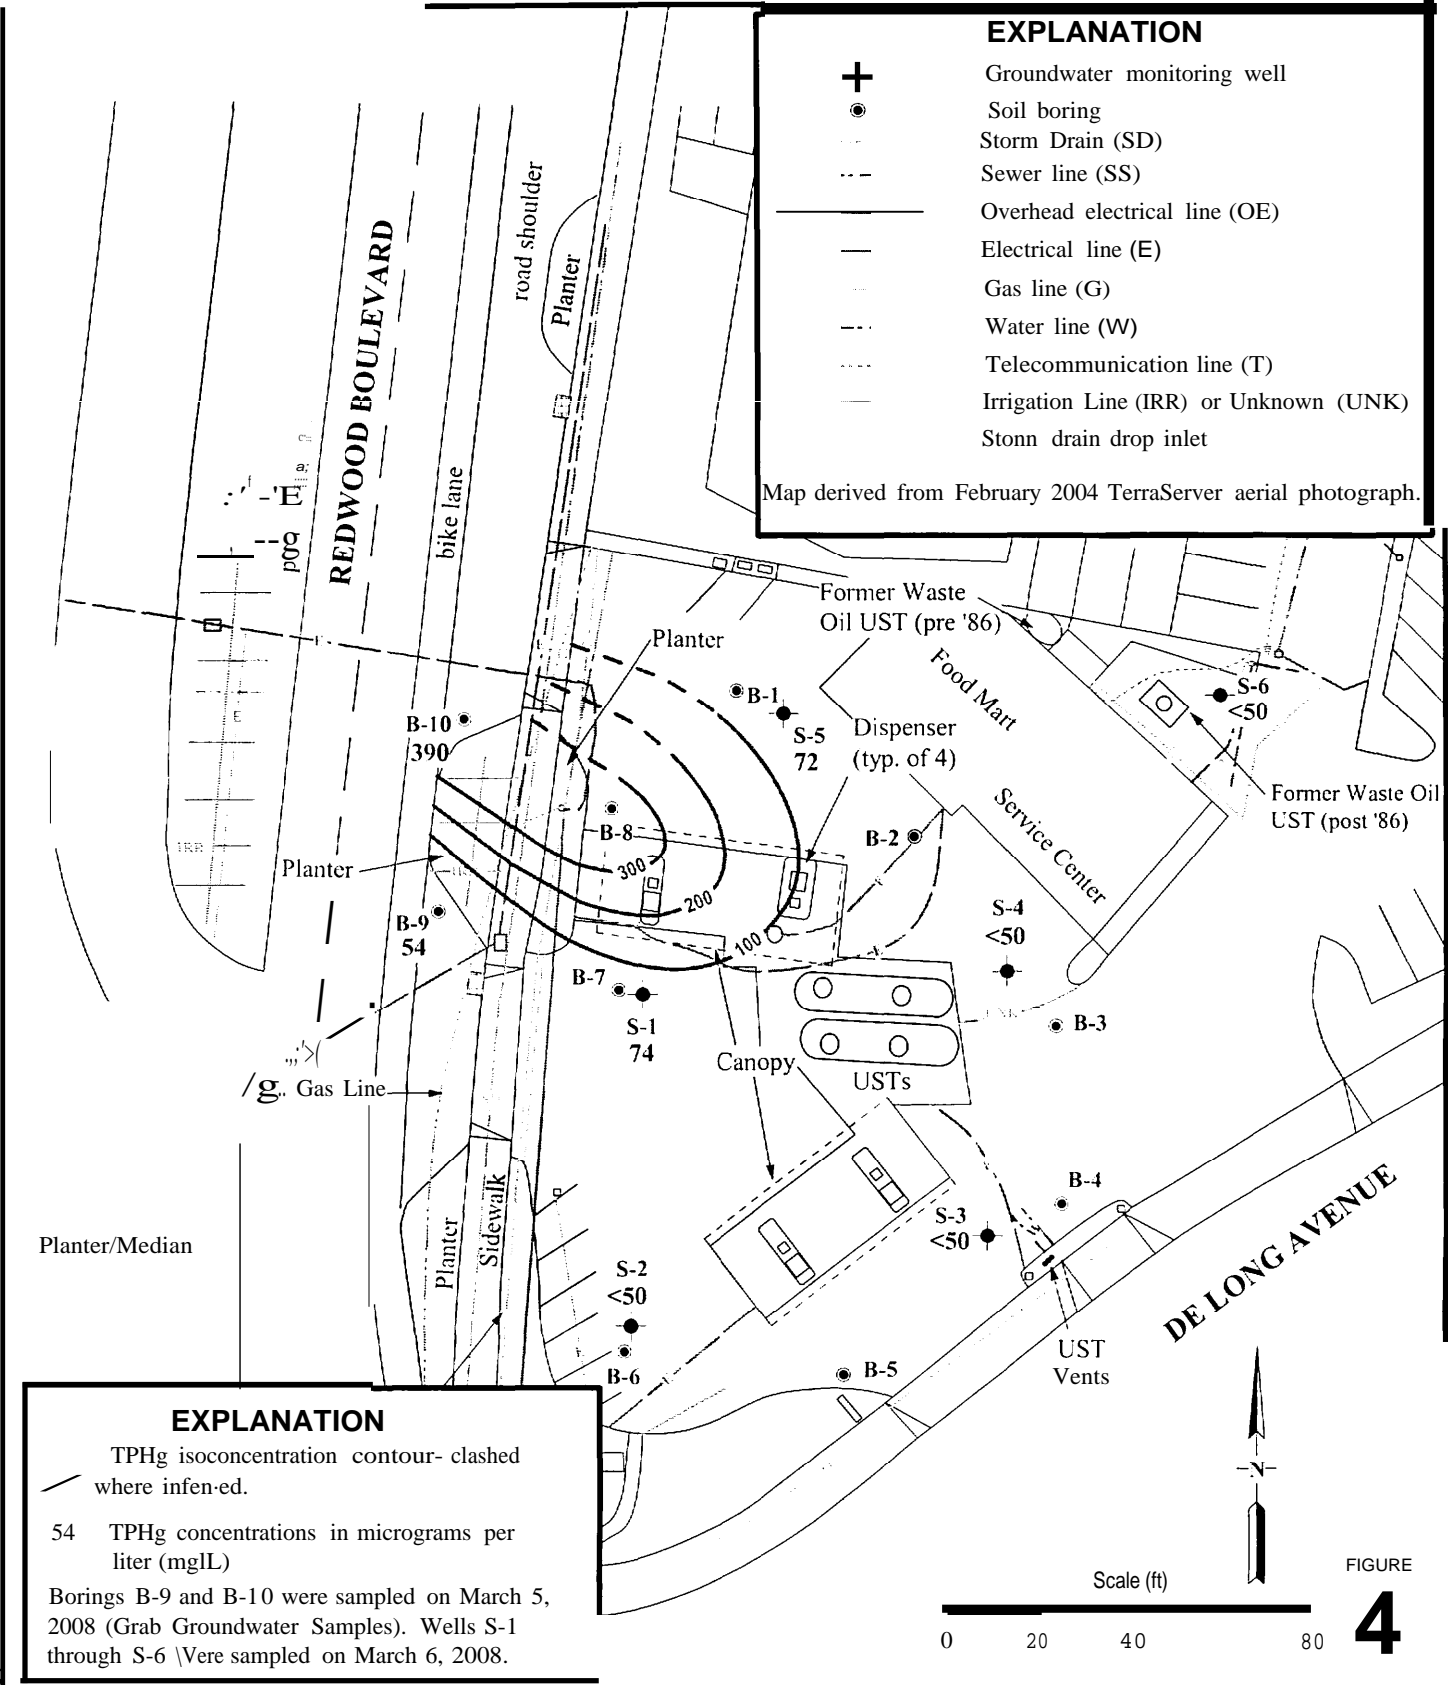 EXPLANATION
Groundwater monitoring well
Soil boring
Storm Drain (SD)
Sewer line (SS)
Overhead electrical line (OE)
Electrical line (E)
Gas line (G)
Water line (W)
Telecommunication line (T)
Irrigation Line (IRR) or Unknown (UNK)
Stonn drain drop inlet
Map derived from February 2004 TerraServer aerial photograph.
road shoulder
Planter
REDWOOD BOULEVARD
bike lane
Former Waste
Oil UST (pre '86)
Planter
Food Mart
B-1
S-5
72
Dispenser
(typ. of 4)
S-6
<50
B-10
390
Former Waste Oil
UST (post '86)
Service Center
B-8
B-2
E
IRR
Planter
300
200
100
B-9
54
S-4
<50
B-7
S-1
74
B-3
UNK
Canopy
USTs
/g.. Gas Line
Planter
Sidewalk
Planter/Median
B-4
S-3
<50
DE LONG AVENUE
S-2
<50
B-6
B-5
UST
Vents
EXPLANATION
TPHg isoconcentration contour- clashed
where infen·ed.
54 TPHg concentrations in micrograms per
liter (mglL)
Borings B-9 and B-10 were sampled on March 5,
2008 (Grab Groundwater Samples). Wells S-1
through S-6 \Vere sampled on March 6, 2008.
-N-
Scale (ft)
0 20 40 80
FIGURE
4